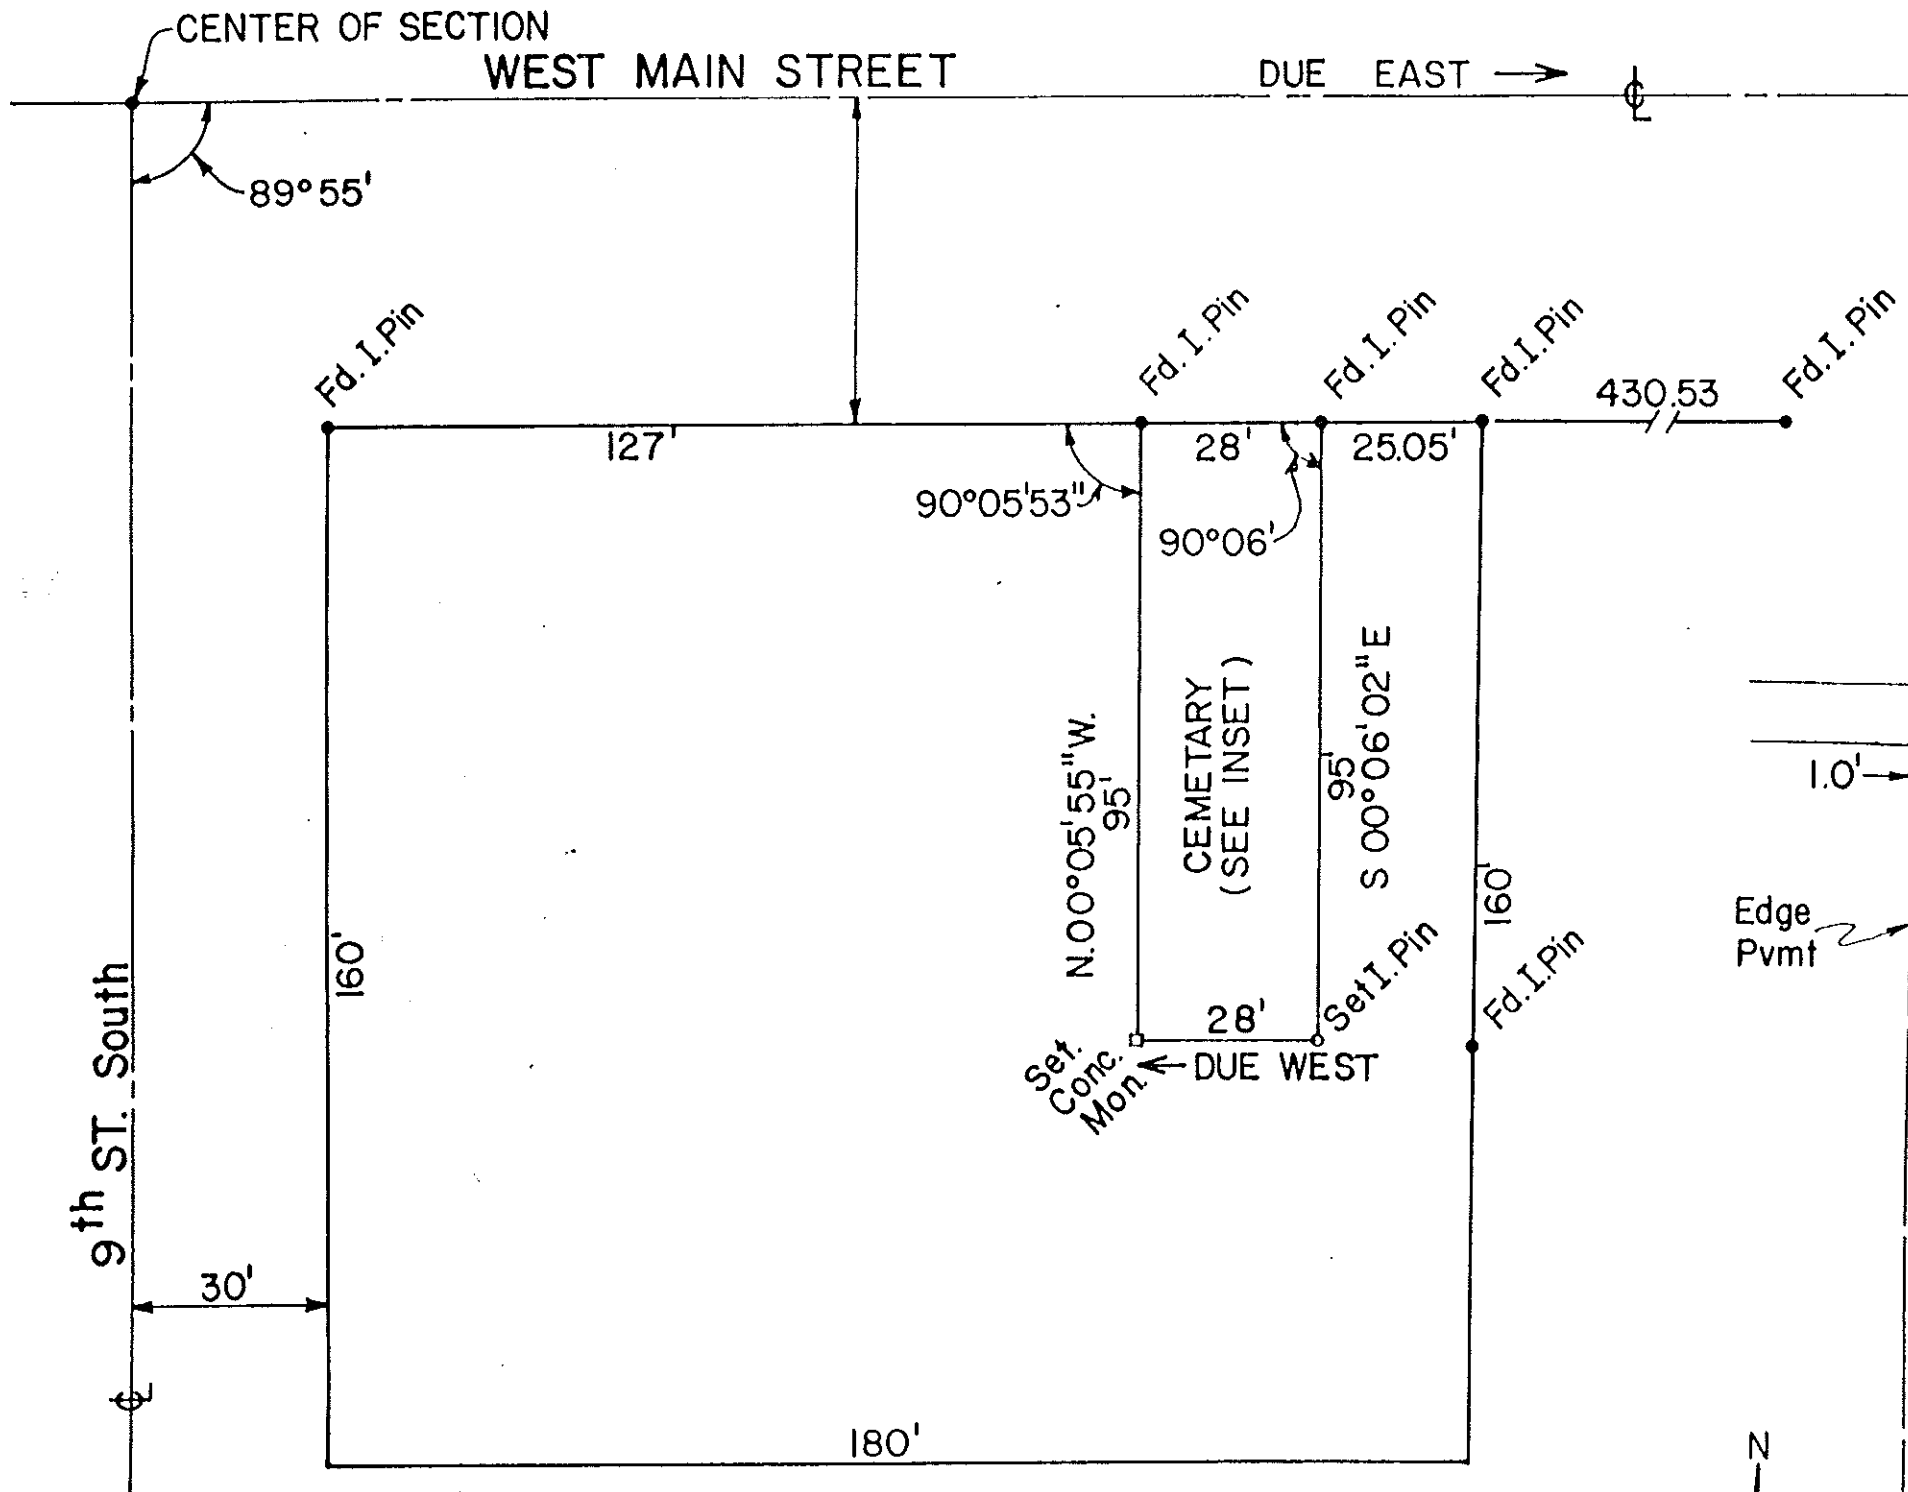 CENTER OF SECTION
WEST MAIN STREET
DUE EAST
℄
89°55'
Fd. I. Pin
Fd. I. Pin
Fd. I. Pin
Fd. I. Pin
Fd. I. Pin
430.53
127'
28'
25.05'
90°05'53"
90°06'
N.00°05'55"W.
95'
CEMETARY
(SEE INSET)
95'
S 00°06'02"E
1.0'
160'
160'
Edge
Pvmt
Fd. I. Pin
Set I. Pin
28'
DUE WEST
Set.
Conc.
Mon.
9th ST. South
30'
℄
180'
N